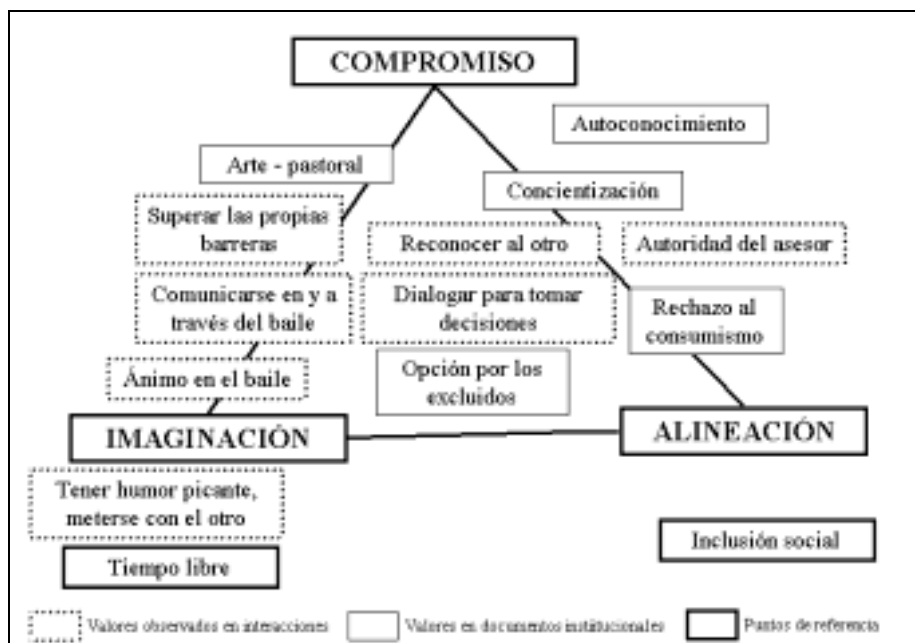 COMPROMISO
Autoconocimiento
Arte - pastoral
Concientización
Superar las propias
barreras
Reconocer al otro
Autoridad del asesor
Comunicarse en y a
través del baile
Dialogar para tomar
decisiones
Rechazo al
consumismo
Ánimo en el baile
Opción por los
excluidos
IMAGINACIÓN
ALINEACIÓN
Tener humor picante,
meterse con el otro
Inclusión social
Tiempo libre
Valores observados en interacciones
Valores en documentos institucionales
Puntos de referencia